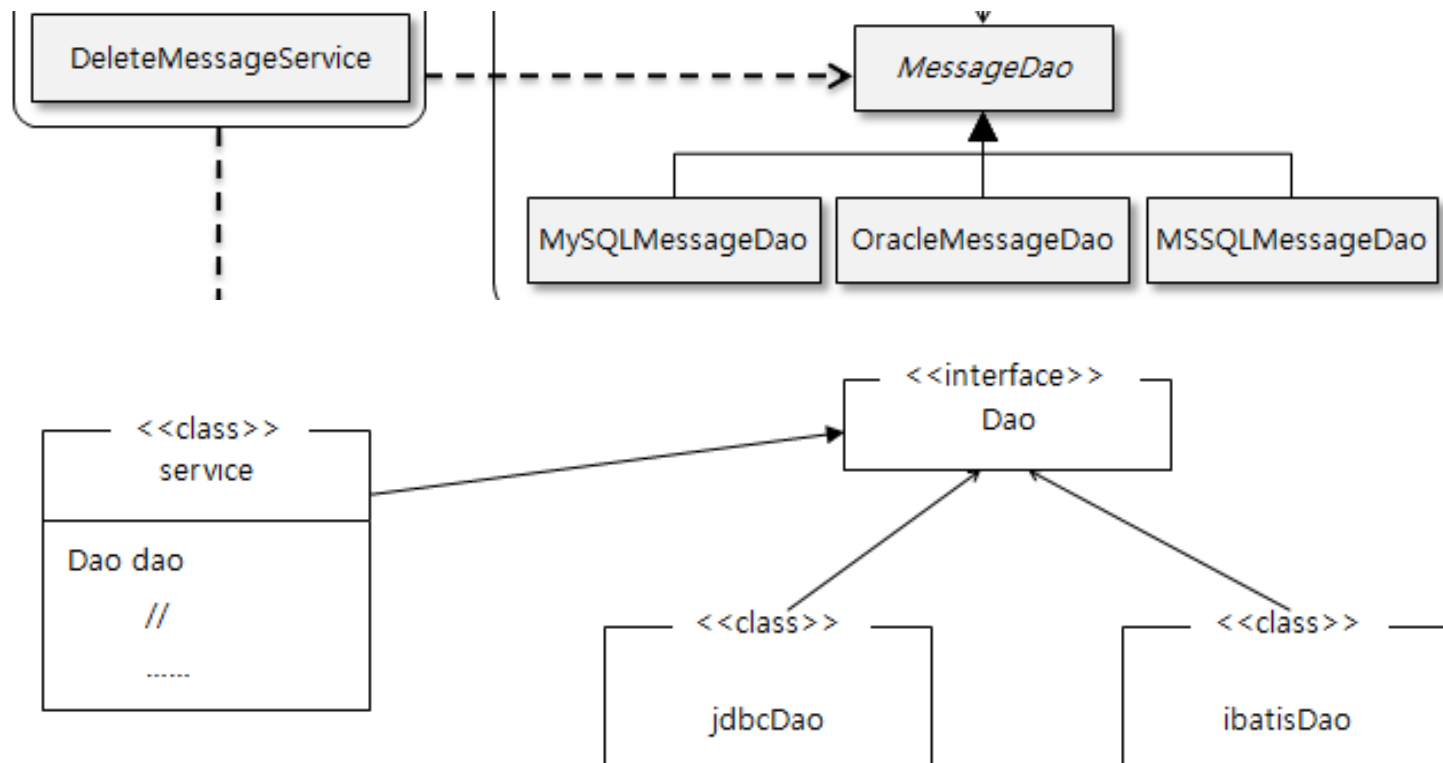 DeleteMessageService
MessageDao
MySQLMessageDao
OracleMessageDao
MSSQLMessageDao
<<interface>>
Dao
<<class>>
service
Dao dao
//
......
<<class>>
jdbcDao
<<class>>
ibatisDao